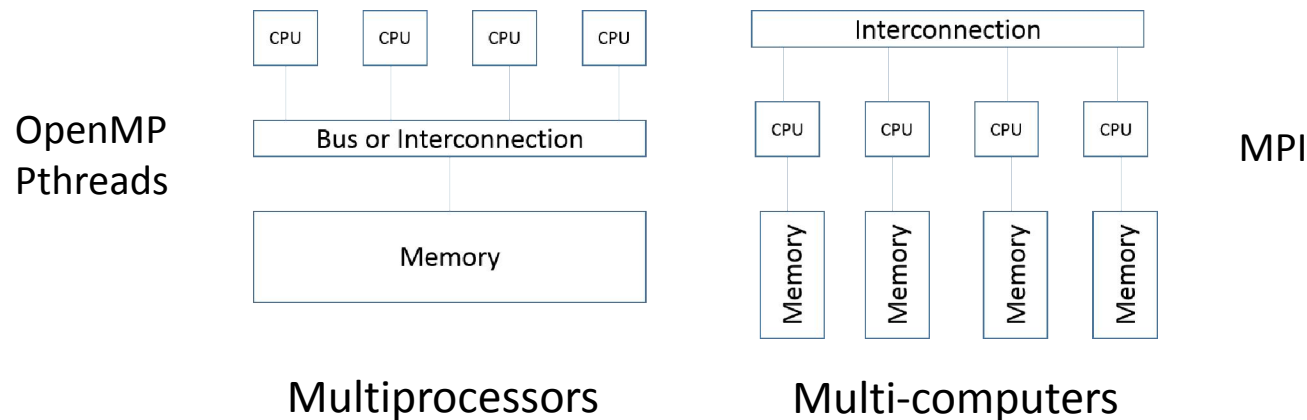 CPU CPU CPU CPU
Interconnection
OpenMP
Pthreads
Bus or Interconnection
CPU CPU CPU CPU
MPI
Memory
Memory
Memory
Memory
Memory
Multiprocessors
Multi-computers